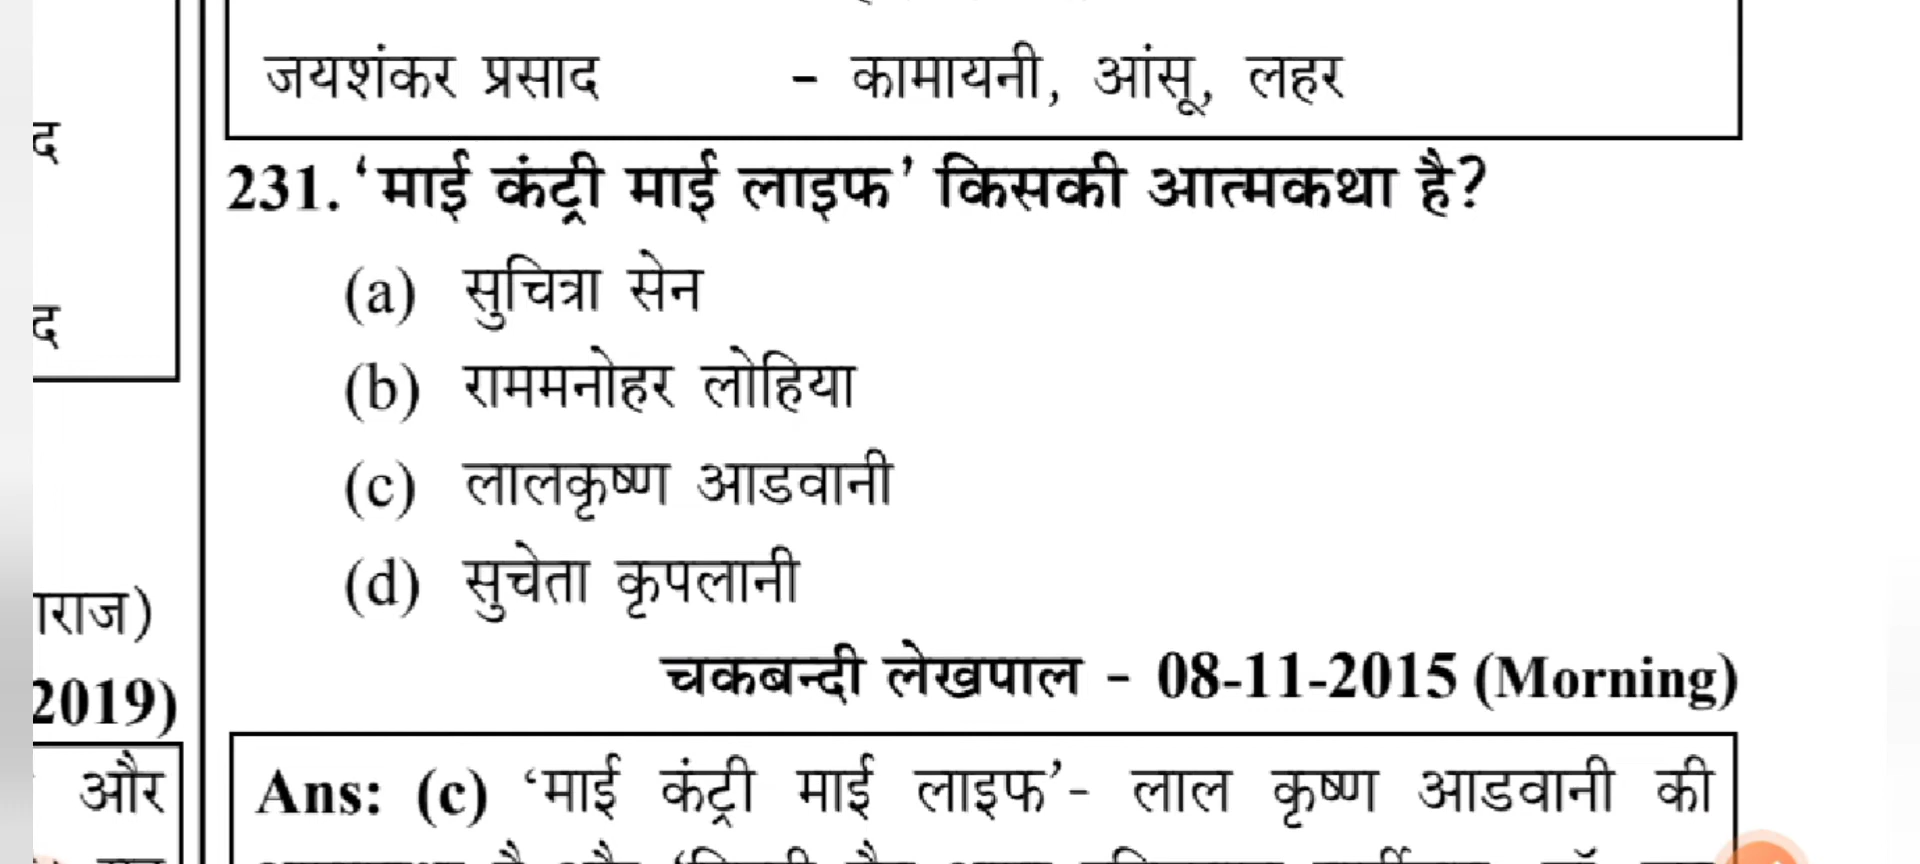 जयशंकर प्रसाद - कामायनी, आंसू, लहर
231. ‘माई कंट्री माई लाइफ’ किसकी आत्मकथा है?
(a) सुचित्रा सेन
(b) राममनोहर लोहिया
(c) लालकृष्ण आडवानी
(d) सुचेता कृपलानी
चकबन्दी लेखपाल - 08-11-2015 (Morning)
Ans: (c) ‘माई कंट्री माई लाइफ’- लाल कृष्ण आडवानी की
द
द
ाराज)
2019)
और